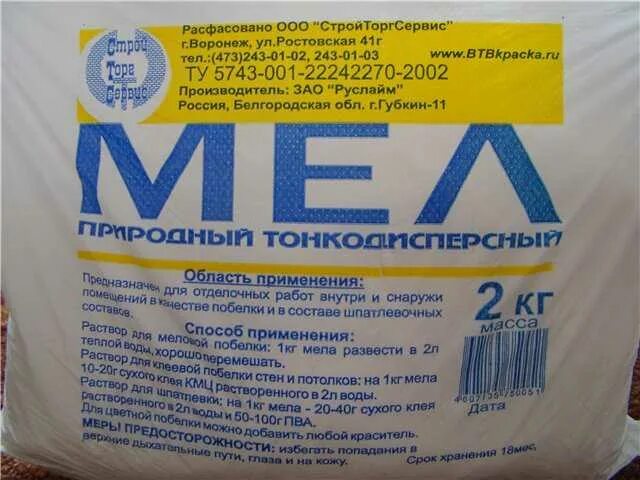 Строй
Торг
Сервис
Расфасовано ООО "СтройТоргСервис"
г.Воронеж, ул.Ростовская 41г
тел.:(473)243-01-02, 243-01-03
www.ВТВkраска.ru
ТУ 5743-001-22242270-2002
Производитель: ЗАО "Руслайм"
Россия, Белгородская обл. г.Губкин-11
МЕЛ
ПРИРОДНЫЙ ТОНКОДИСПЕРСНЫЙ
Область применения:
Предназначен для отделочных работ внутри и снаружи
помещений в качестве побелки и в составе шпатлевочных
составов.
2 кг
масса
Способ применения:
Раствор для меловой побелки: 1кг мела развести в 2л
теплой воды, хорошо перемешать.
Раствор для клеевой побелки стен и потолков: на 1кг мела
10-20г сухого клея КМЦ растворенного в 2л воды.
Раствор для шпатлевки: на 1кг мела - 20-40г сухого клея
растворенного в 2л воды и 50-100г ПВА.
Для цветной побелки можно добавить любой краситель.
Дата
МЕРЫ ПРЕДОСТОРОЖНОСТИ: избегать попадания в
верхние дыхательные пути, глаза и на кожу.
Срок хранения 18мес,